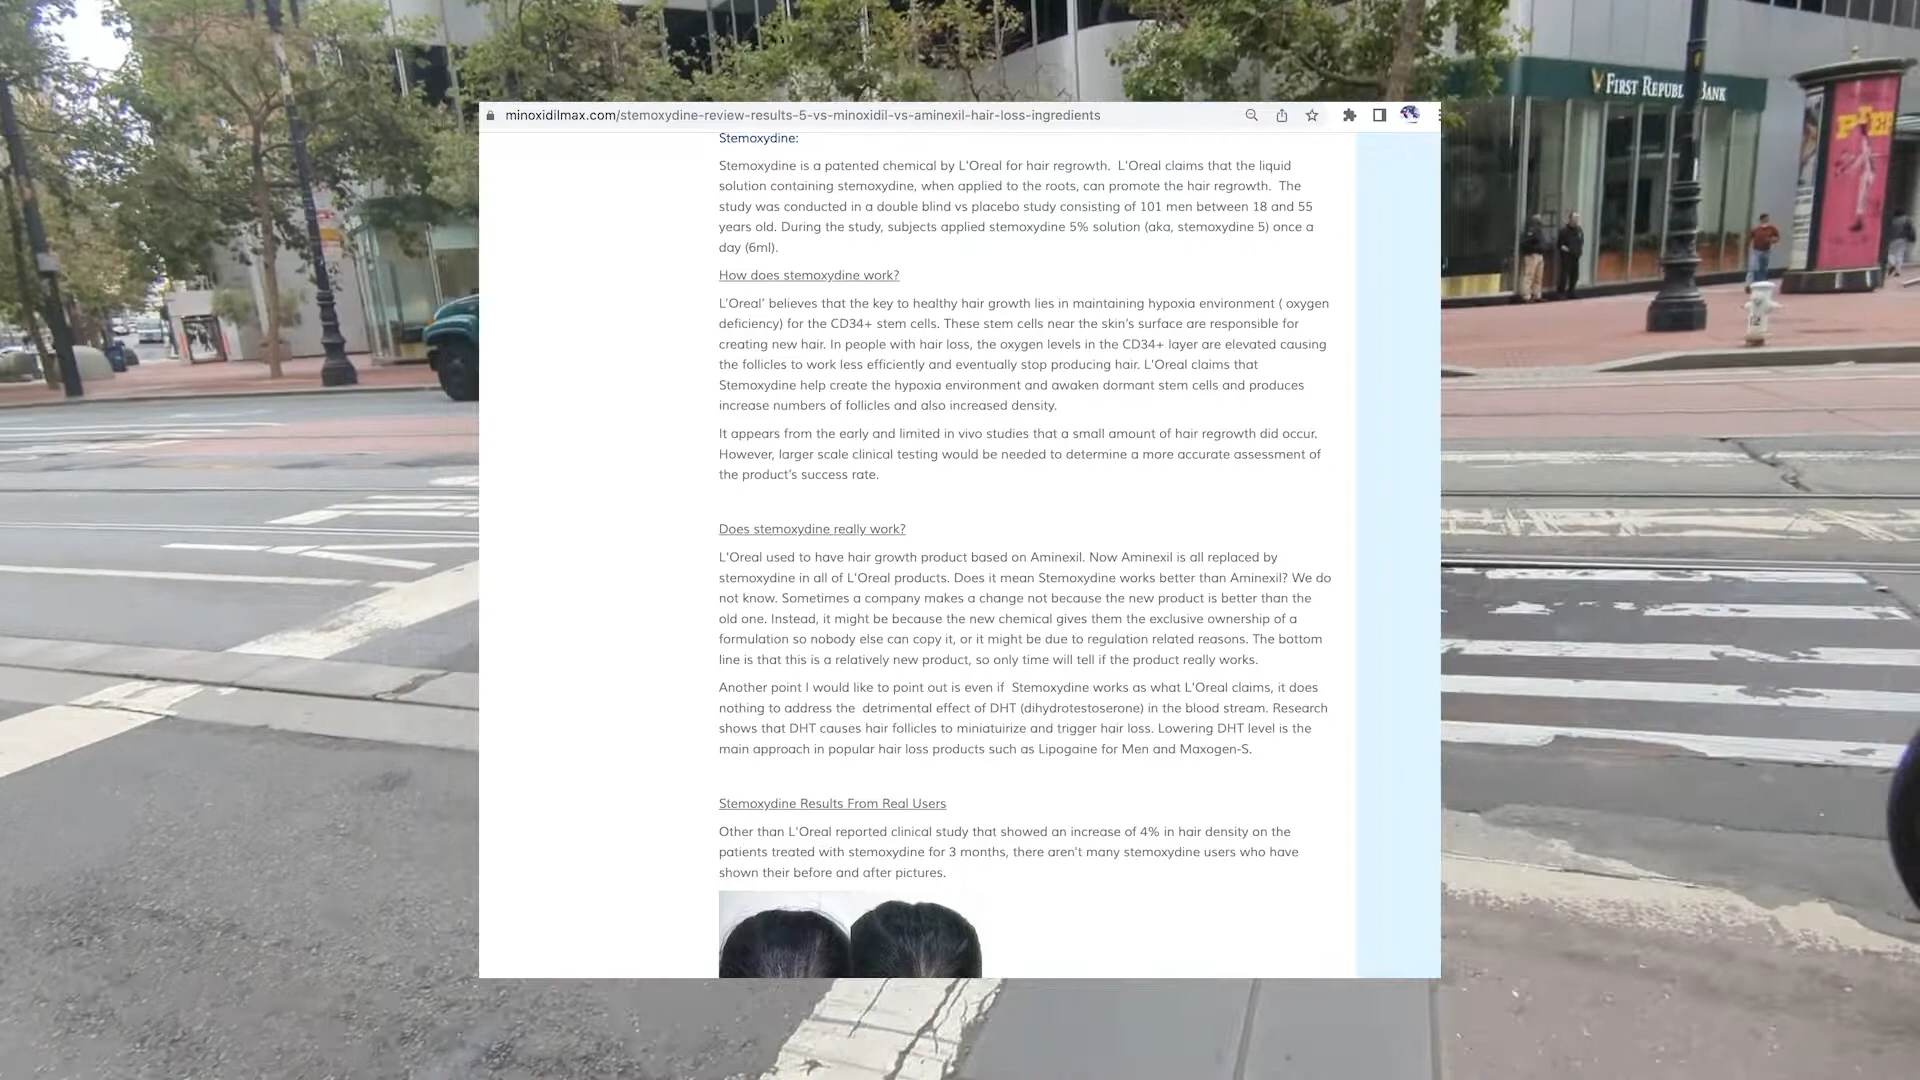 FIRST REPUBLIC BANK
minoxidilmax.com/stemoxydine-review-results-5-vs-minoxidil-vs-aminexil-hair-loss-ingredients
Stemoxydine:
Stemoxydine is a patented chemical by L'Oreal for hair regrowth.  L'Oreal claims that the liquid
solution containing stemoxydine, when applied to the roots, can promote the hair regrowth.  The
study was conducted in a double blind vs placebo study consisting of 101 men between 18 and 55
years old. During the study, subjects applied stemoxydine 5% solution (aka, stemoxydine 5) once a
day (6ml).
How does stemoxydine work?
L'Oreal' believes that the key to healthy hair growth lies in maintaining hypoxia environment ( oxygen
deficiency) for the CD34+ stem cells. These stem cells near the skin's surface are responsible for
creating new hair. In people with hair loss, the oxygen levels in the CD34+ layer are elevated causing
the follicles to work less efficiently and eventually stop producing hair. L'Oreal claims that
Stemoxydine help create the hypoxia environment and awaken dormant stem cells and produces
increase numbers of follicles and also increased density.
It appears from the early and limited in vivo studies that a small amount of hair regrowth did occur.
However, larger scale clinical testing would be needed to determine a more accurate assessment of
the product's success rate.
Does stemoxydine really work?
L'Oreal used to have hair growth product based on Aminexil. Now Aminexil is all replaced by
stemoxydine in all of L'Oreal products. Does it mean Stemoxydine works better than Aminexil? We do
not know. Sometimes a company makes a change not because the new product is better than the
old one. Instead, it might be because the new chemical gives them the exclusive ownership of a
formulation so nobody else can copy it, or it might be due to regulation related reasons. The bottom
line is that this is a relatively new product, so only time will tell if the product really works.
Another point I would like to point out is even if  Stemoxydine works as what L'Oreal claims, it does
nothing to address the  detrimental effect of DHT (dihydrotestoserone) in the blood stream. Research
shows that DHT causes hair follicles to miniatuirize and trigger hair loss. Lowering DHT level is the
main approach in popular hair loss products such as Lipogaine for Men and Maxogen-S.
Stemoxydine Results From Real Users
Other than L'Oreal reported clinical study that showed an increase of 4% in hair density on the
patients treated with stemoxydine for 3 months, there aren't many stemoxydine users who have
shown their before and after pictures.